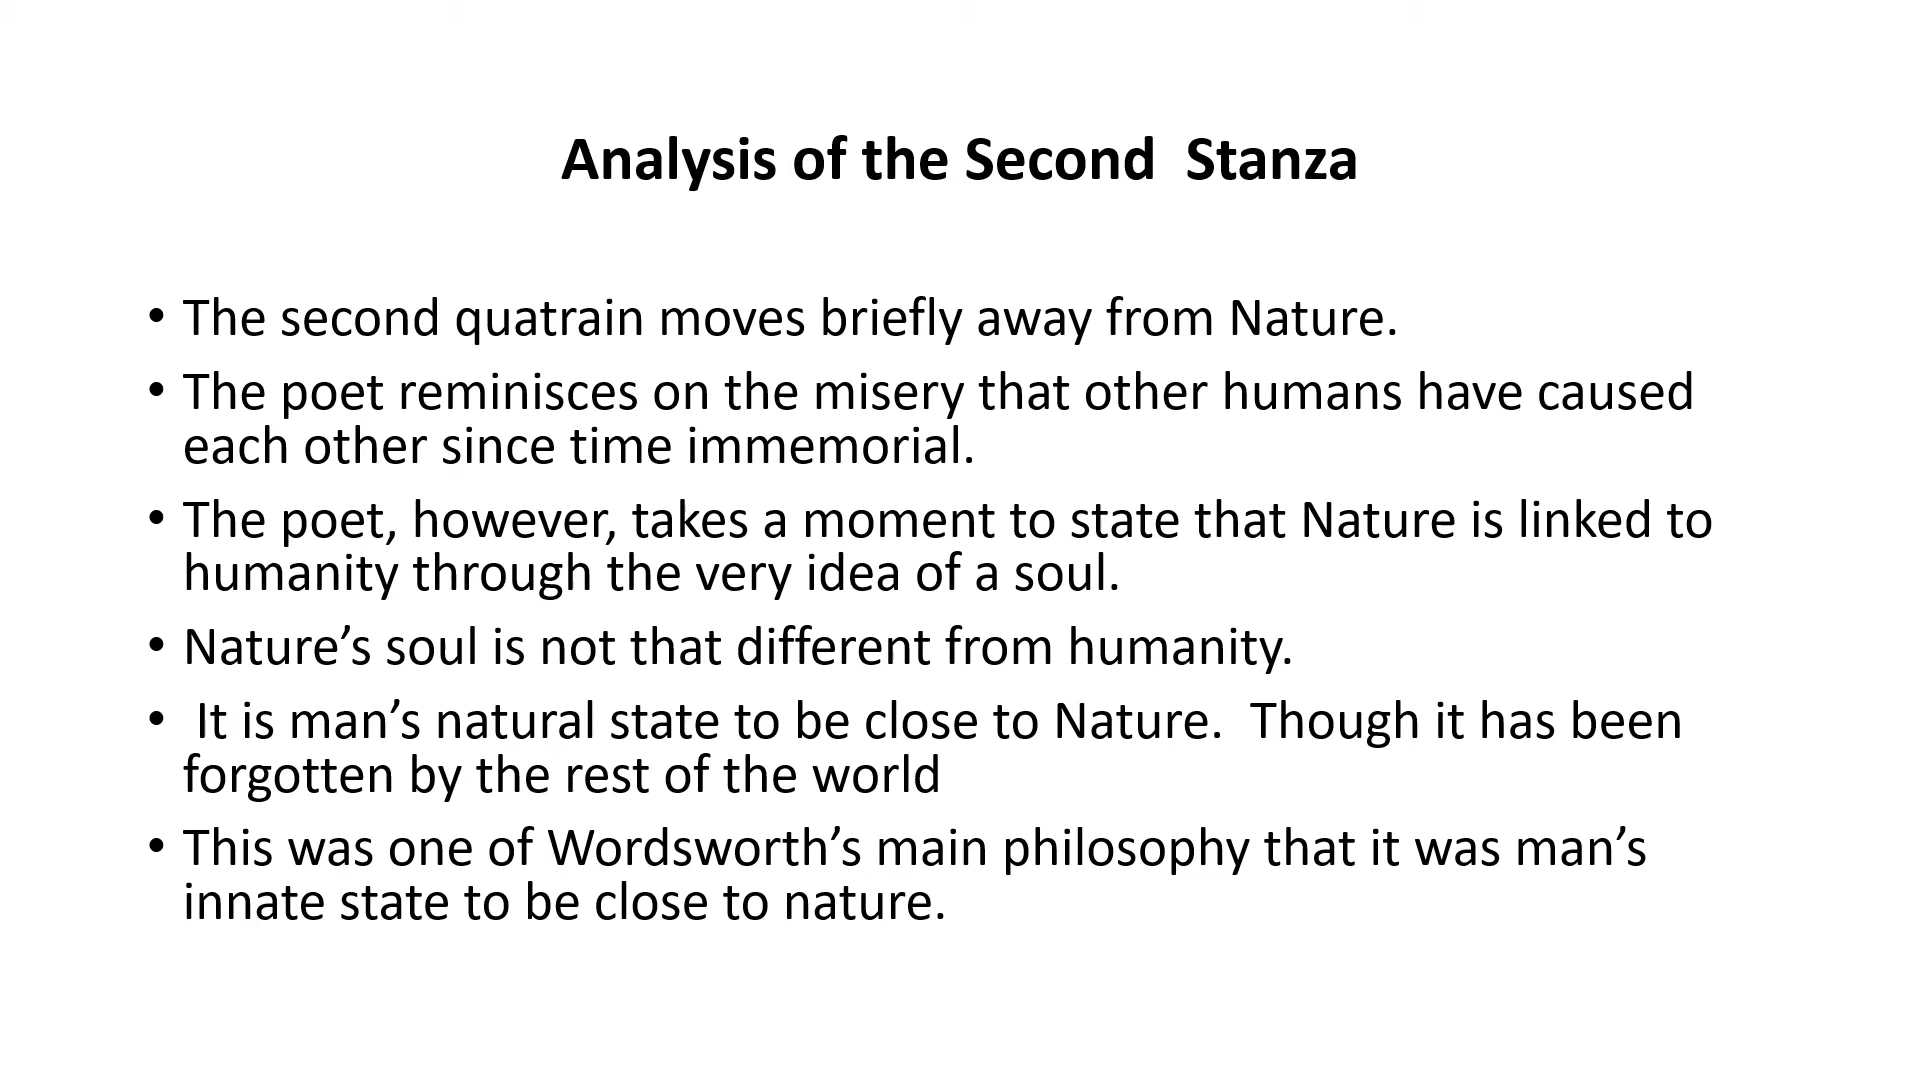 Analysis of the Second  Stanza
• The second quatrain moves briefly away from Nature.
• The poet reminisces on the misery that other humans have caused
each other since time immemorial.
• The poet, however, takes a moment to state that Nature is linked to
humanity through the very idea of a soul.
• Nature’s soul is not that different from humanity.
•  It is man’s natural state to be close to Nature.  Though it has been
forgotten by the rest of the world
• This was one of Wordsworth’s main philosophy that it was man’s
innate state to be close to nature.